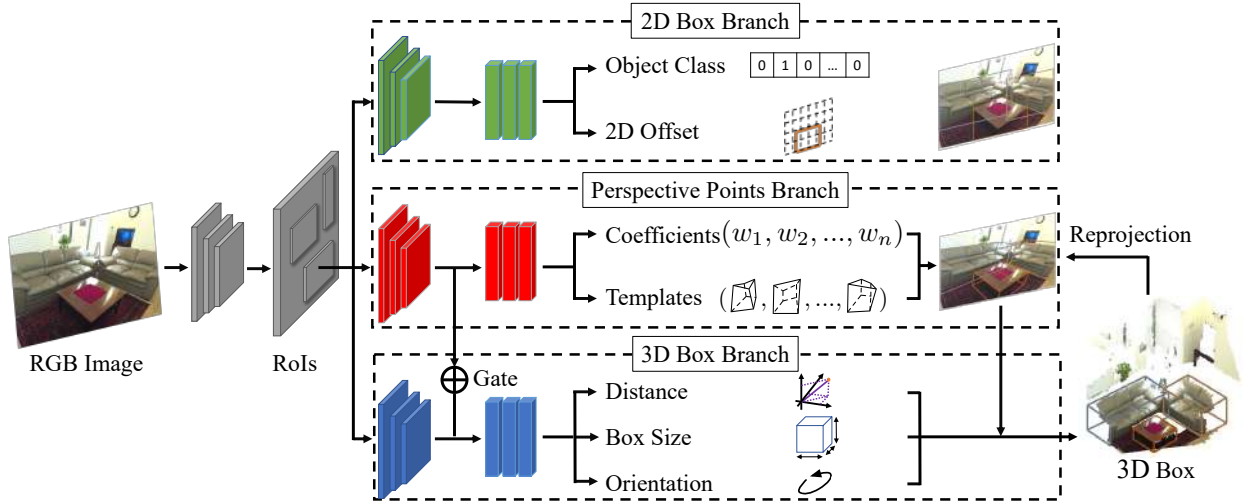 2D Box Branch
Object Class
0 1 0 ... 0
2D Offset
Perspective Points Branch
Coefficients (w₁, w₂, ..., wₙ)
Templates ( , , ..., )
Reprojection
RGB Image
RoIs
3D Box Branch
Gate
Distance
Box Size
Orientation
3D Box